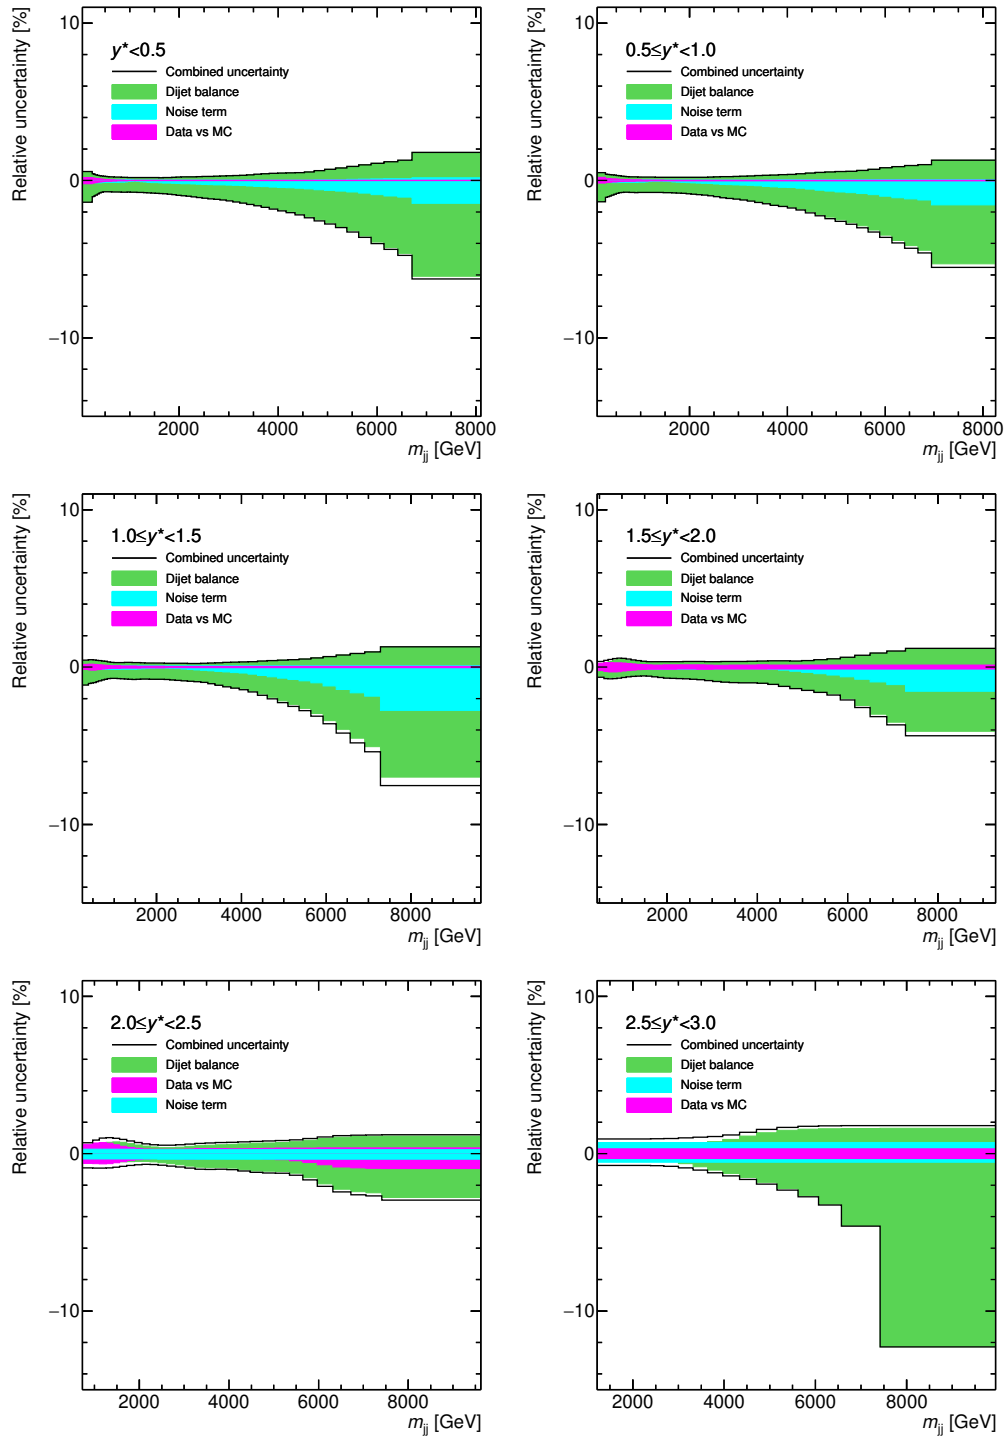 Relative uncertainty [%]
10
0
−10
y*<0.5
Combined uncertainty
Dijet balance
Noise term
Data vs MC
2000 4000 6000 8000
mjj [GeV]
Relative uncertainty [%]
10
0
−10
0.5≤y*<1.0
Combined uncertainty
Dijet balance
Noise term
Data vs MC
2000 4000 6000 8000
mjj [GeV]
Relative uncertainty [%]
10
0
−10
1.0≤y*<1.5
Combined uncertainty
Dijet balance
Noise term
Data vs MC
2000 4000 6000 8000
mjj [GeV]
Relative uncertainty [%]
10
0
−10
1.5≤y*<2.0
Combined uncertainty
Dijet balance
Noise term
Data vs MC
2000 4000 6000 8000
mjj [GeV]
Relative uncertainty [%]
10
0
−10
2.0≤y*<2.5
Combined uncertainty
Dijet balance
Data vs MC
Noise term
2000 4000 6000 8000
mjj [GeV]
Relative uncertainty [%]
10
0
−10
2.5≤y*<3.0
Combined uncertainty
Dijet balance
Noise term
Data vs MC
2000 4000 6000 8000
mjj [GeV]